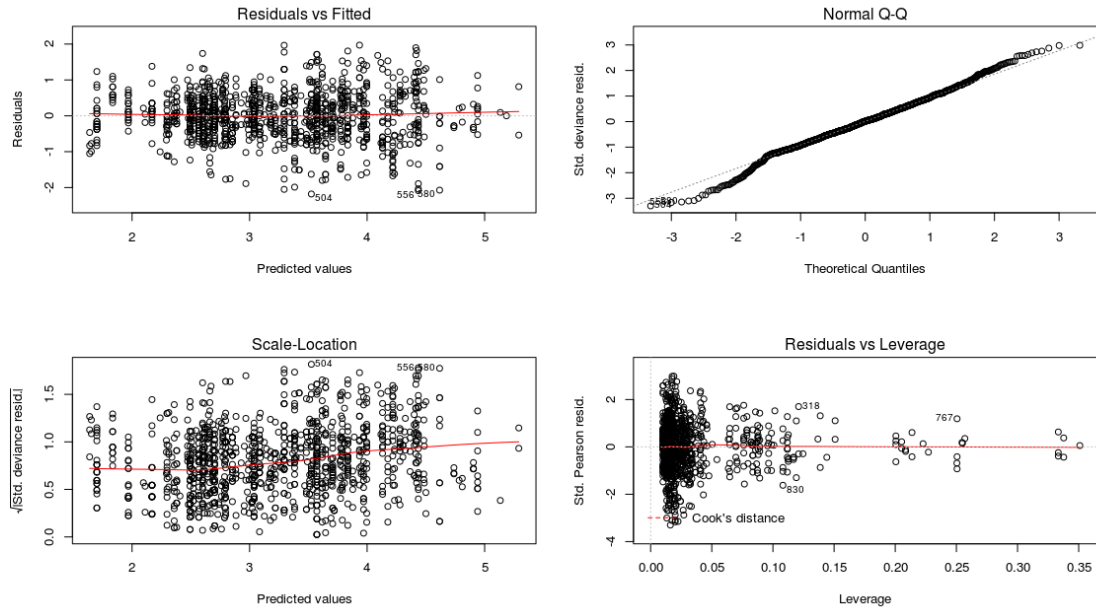 Residuals vs Fitted
Residuals
2
1
0
-1
-2
504
556
580
2 3 4 5
Predicted values
Normal Q-Q
Std. deviance resid.
3
2
1
0
-1
-2
-3
504
-3 -2 -1 0 1 2 3
Theoretical Quantiles
Scale-Location
√|Std. deviance resid.|
1.5
1.0
0.5
0.0
504
556
580
2 3 4 5
Predicted values
Residuals vs Leverage
Std. Pearson resid.
2
0
-2
-4
318
767
830
Cook's distance
0.00 0.05 0.10 0.15 0.20 0.25 0.30 0.35
Leverage